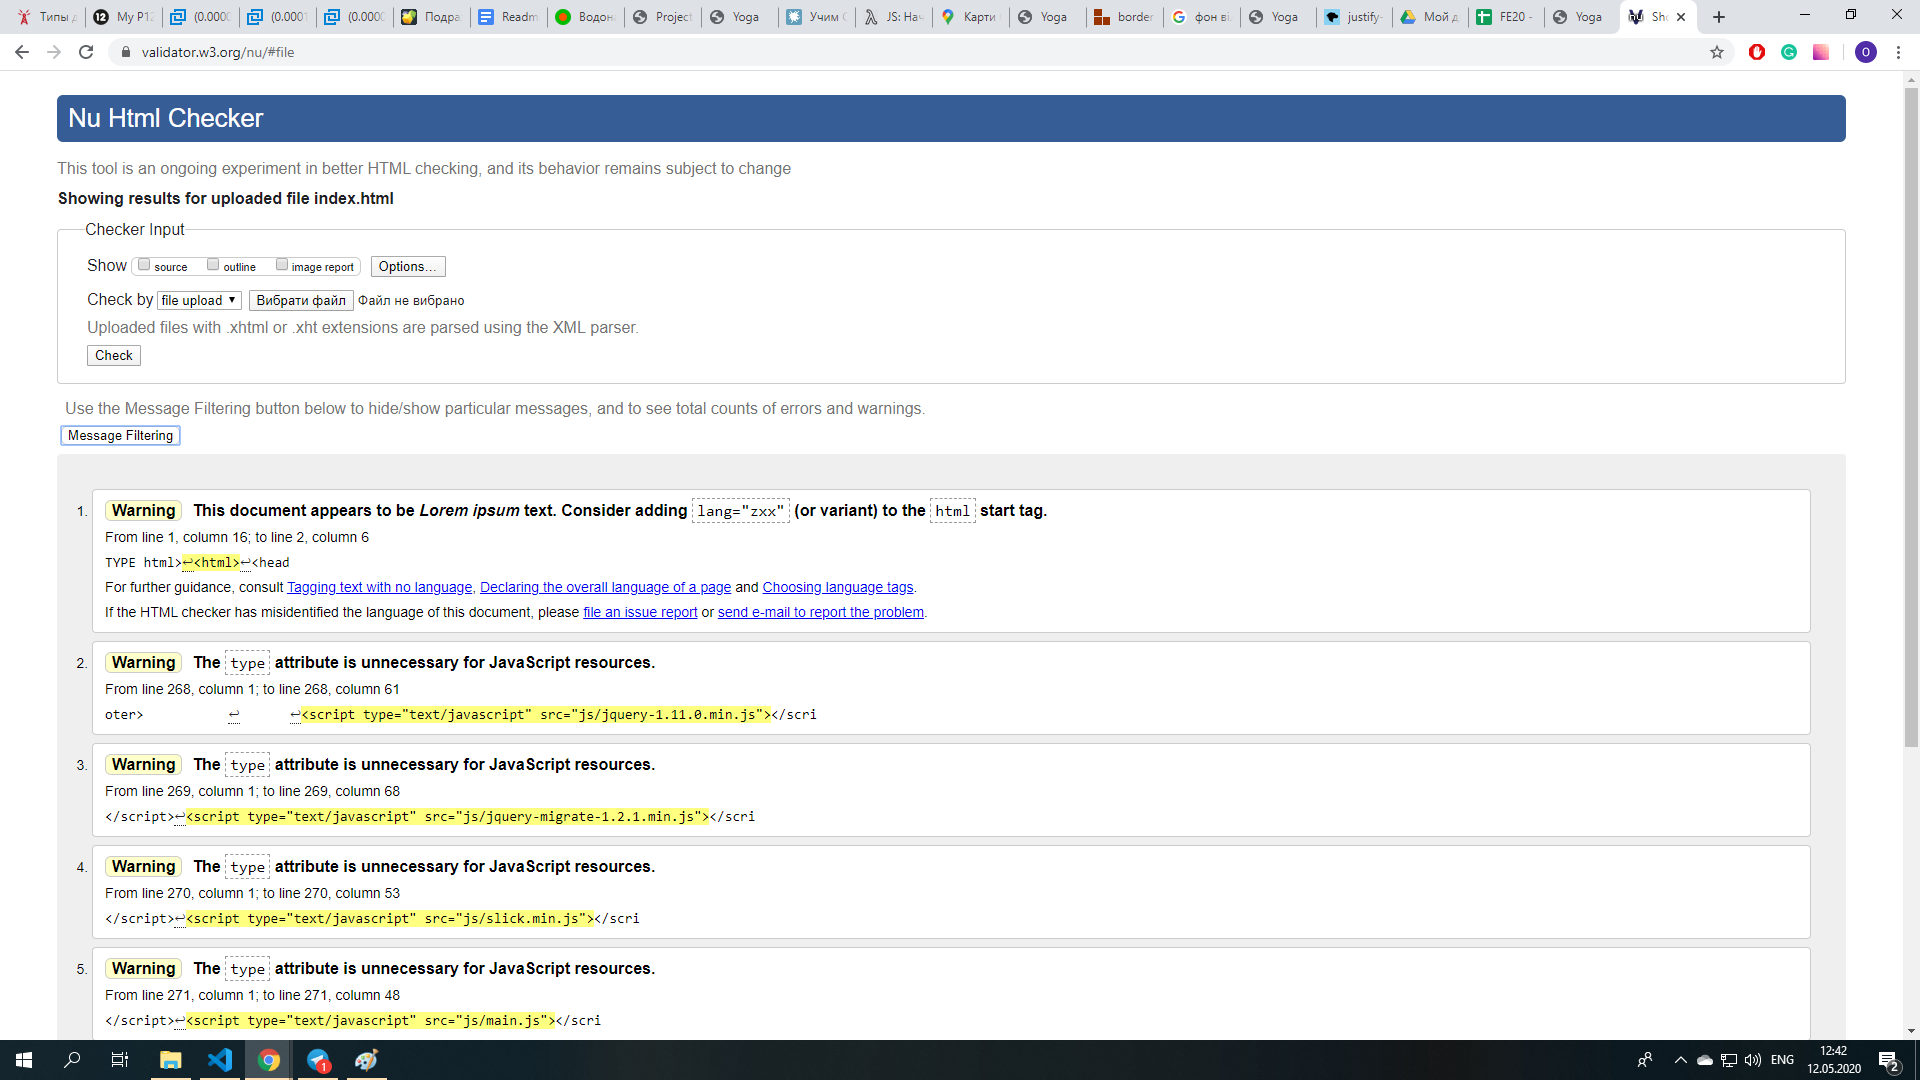 Типы д
My P12
(0.0000
(0.0001
(0.0000
Подра
Readm
Водон
Project
Yoga
Учим
JS: Нач
Карти
Yoga
border
фон ві
Yoga
justify-
Мой д
FE20 -
Yoga
Sho
validator.w3.org/nu/#file
O
Nu Html Checker
This tool is an ongoing experiment in better HTML checking, and its behavior remains subject to change
Showing results for uploaded file index.html
Checker Input
Show source outline image report Options...
Check by file upload Вибрати файл Файл не вибрано
Uploaded files with .xhtml or .xht extensions are parsed using the XML parser.
Check
Use the Message Filtering button below to hide/show particular messages, and to see total counts of errors and warnings.
Message Filtering
1. Warning This document appears to be Lorem ipsum text. Consider adding lang="zxx" (or variant) to the html start tag.
From line 1, column 16; to line 2, column 6
TYPE html>↩<html>↩<head
For further guidance, consult Tagging text with no language, Declaring the overall language of a page and Choosing language tags.
If the HTML checker has misidentified the language of this document, please file an issue report or send e-mail to report the problem.
2. Warning The type attribute is unnecessary for JavaScript resources.
From line 268, column 1; to line 268, column 61
oter> ↩ ↩<script type="text/javascript" src="js/jquery-1.11.0.min.js"></scri
3. Warning The type attribute is unnecessary for JavaScript resources.
From line 269, column 1; to line 269, column 68
</script>↩<script type="text/javascript" src="js/jquery-migrate-1.2.1.min.js"></scri
4. Warning The type attribute is unnecessary for JavaScript resources.
From line 270, column 1; to line 270, column 53
</script>↩<script type="text/javascript" src="js/slick.min.js"></scri
5. Warning The type attribute is unnecessary for JavaScript resources.
From line 271, column 1; to line 271, column 48
</script>↩<script type="text/javascript" src="js/main.js"></scri
1
ENG
12:42
12.05.2020
2